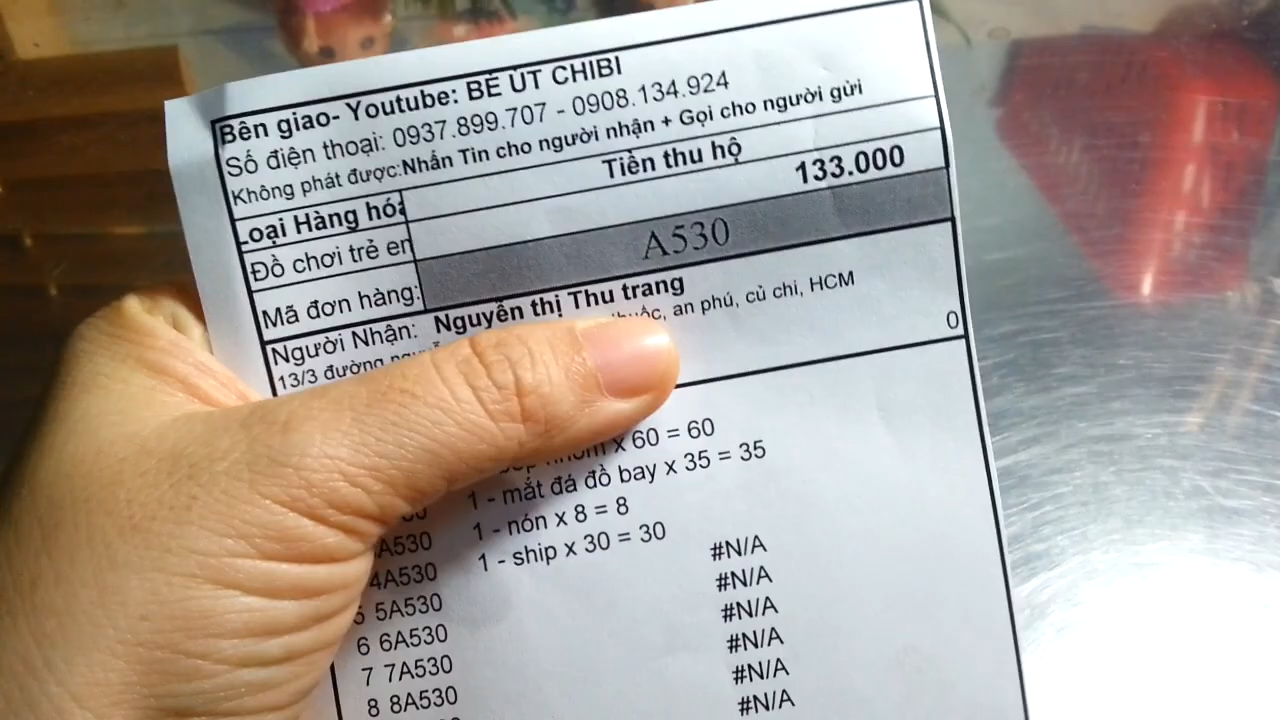 Bên giao- Youtube: BÉ ÚT CHIBI
Số điện thoại: 0937.899.707 - 0908.134.924
Không phát được:Nhắn Tin cho người nhận + Gọi cho người gửi
Loại Hàng hóa Tiền thu hộ
Đồ chơi trẻ em 133.000
Mã đơn hàng: A530
Người Nhận: Nguyễn thị Thu trang
13/3 đường an phú, củ chi, HCM
0
x 60 = 60
1 - mắt đá đồ bay x 35 = 35
1 - nón x 8 = 8
A530 1 - ship x 30 = 30
4A530 #N/A
5 5A530 #N/A
6 6A530 #N/A
7 7A530 #N/A
8 8A530 #N/A
#N/A